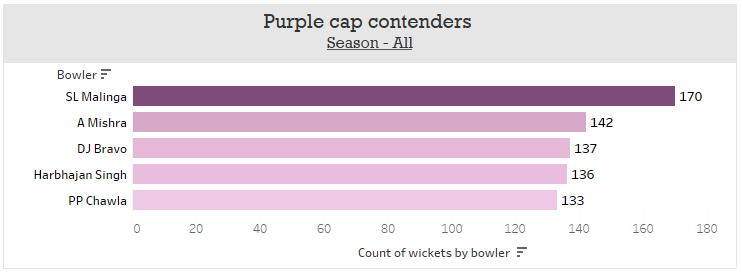 Purple cap contenders
Season - All
Bowler
SL Malinga 170
A Mishra 142
DJ Bravo 137
Harbhajan Singh 136
PP Chawla 133
0 20 40 60 80 100 120 140 160 180
Count of wickets by bowler